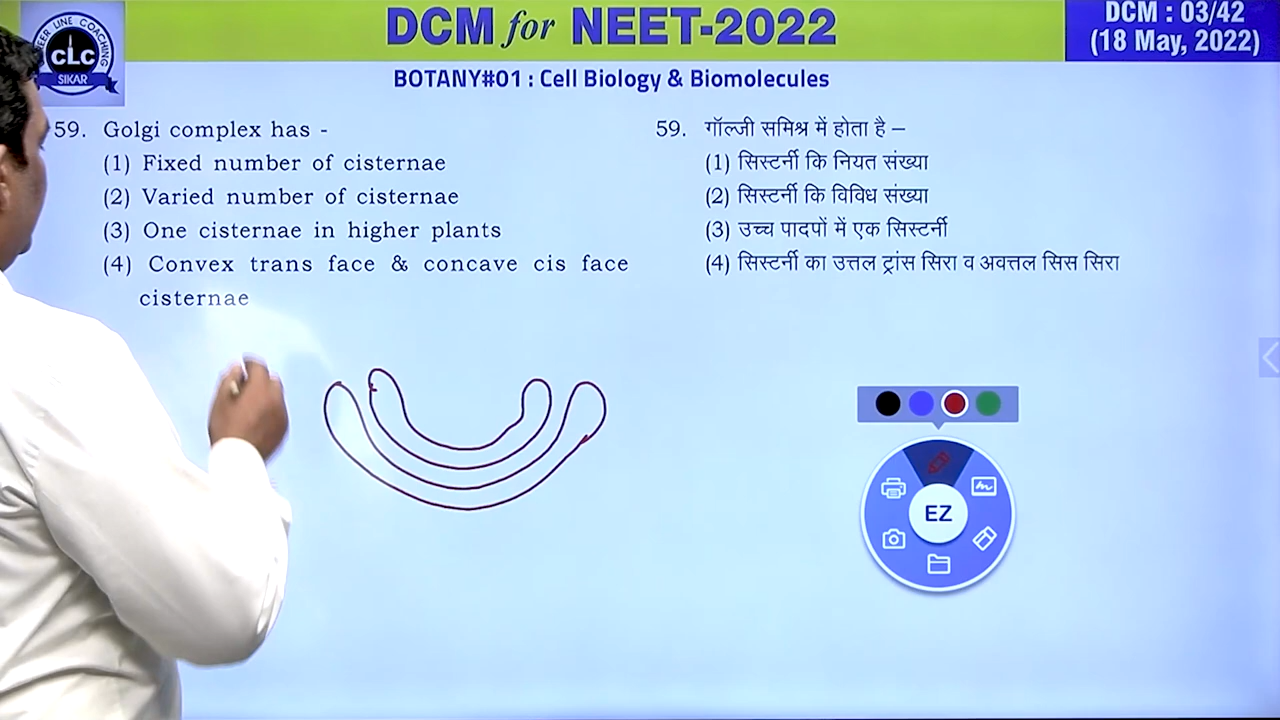 DCM for NEET-2022
DCM : 03/42
(18 May, 2022)
CLC
SIKAR
BOTANY#01 : Cell Biology & Biomolecules
59. Golgi complex has -
(1) Fixed number of cisternae
(2) Varied number of cisternae
(3) One cisternae in higher plants
(4) Convex trans face & concave cis face
cisternae
59. गॉल्जी समिश्र में होता है –
(1) सिस्टर्नी कि नियत संख्या
(2) सिस्टर्नी कि विविध संख्या
(3) उच्च पादपों में एक सिस्टर्नी
(4) सिस्टर्नी का उत्तल ट्रांस सिरा व अवत्तल सिस सिरा
EZ